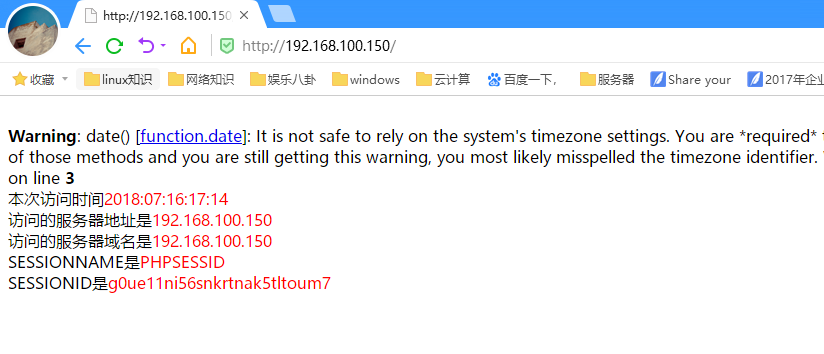 http://192.168.100.150
http://192.168.100.150/
收藏 linux知识 网络知识 娱乐八卦 windows 云计算 百度一下， 服务器 Share your 2017年企业
Warning: date() [function.date]: It is not safe to rely on the system's timezone settings. You are *required*
of those methods and you are still getting this warning, you most likely misspelled the timezone identifier.
on line 3
本次访问时间2018:07:16:17:14
访问的服务器地址是192.168.100.150
访问的服务器域名是192.168.100.150
SESSIONNAME是PHPSESSID
SESSIONID是g0ue11ni56snkrtnak5tltoum7